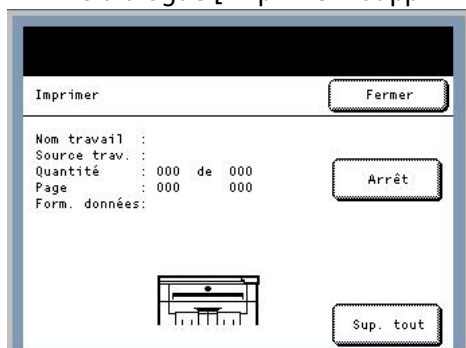 Imprimer
Fermer
Nom travail :
Source trav. :
Quantité : 000 de 000
Page : 000 000
Form. données:
Arrêt
Sup. tout